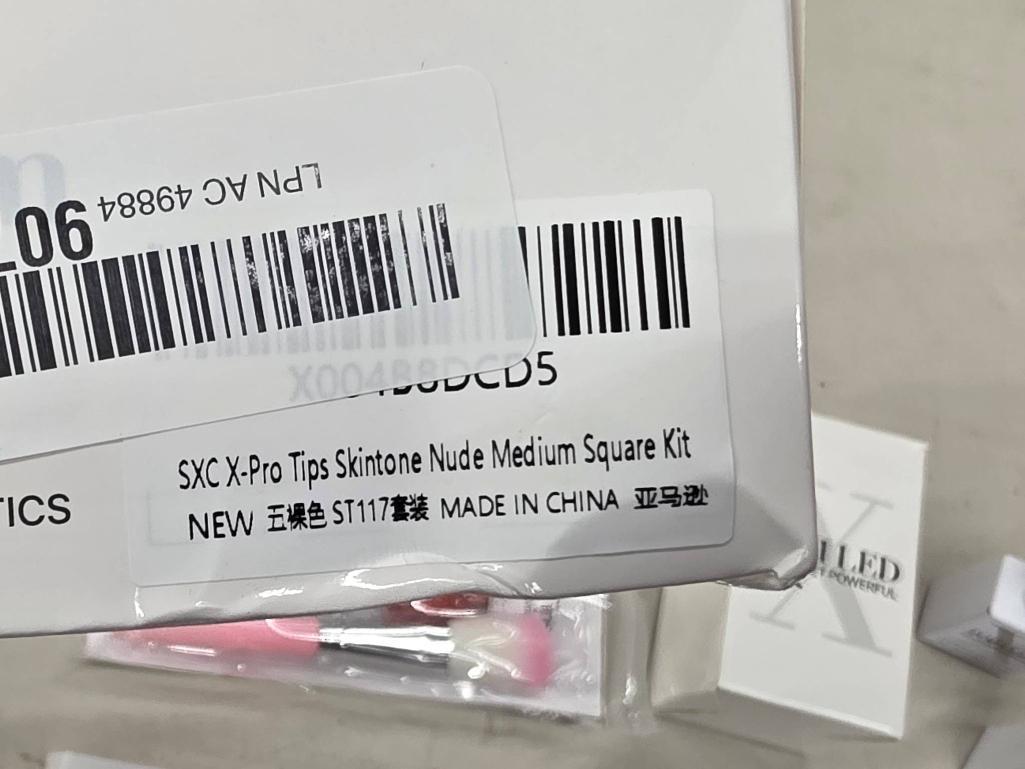 LPN AC 49884
L06
X004B8DCD5
SXC X-Pro Tips Skintone Nude Medium Square Kit
NEW 五裸色 ST117套装 MADE IN CHINA 亚马逊
TICS
LED
POWERFUL